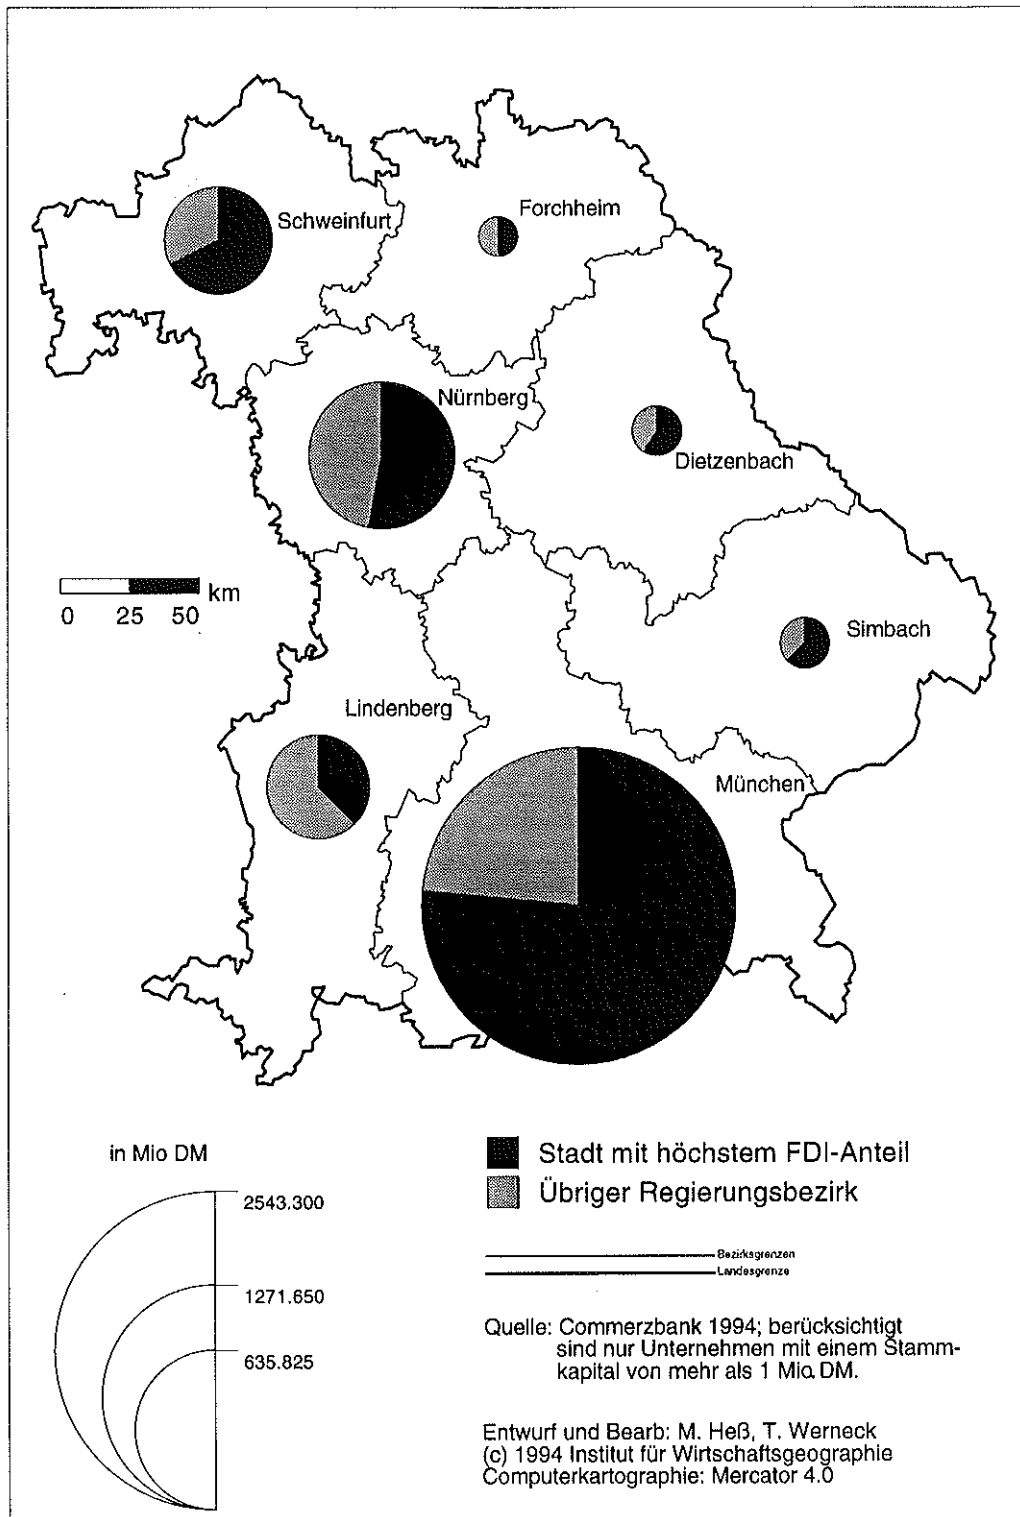 Schweinfurt
Forchheim
Nürnberg
Dietzenbach
km
0 25 50
Simbach
Lindenberg
München
in Mio DM
2543.300
1271.650
635.825
Stadt mit höchstem FDI-Anteil
Übriger Regierungsbezirk
Bezirksgrenzen
Landesgrenze
Quelle: Commerzbank 1994; berücksichtigt
sind nur Unternehmen mit einem Stamm-
kapital von mehr als 1 Mio. DM.
Entwurf und Bearb: M. Heß, T. Werneck
(c) 1994 Institut für Wirtschaftsgeographie
Computerkartographie: Mercator 4.0